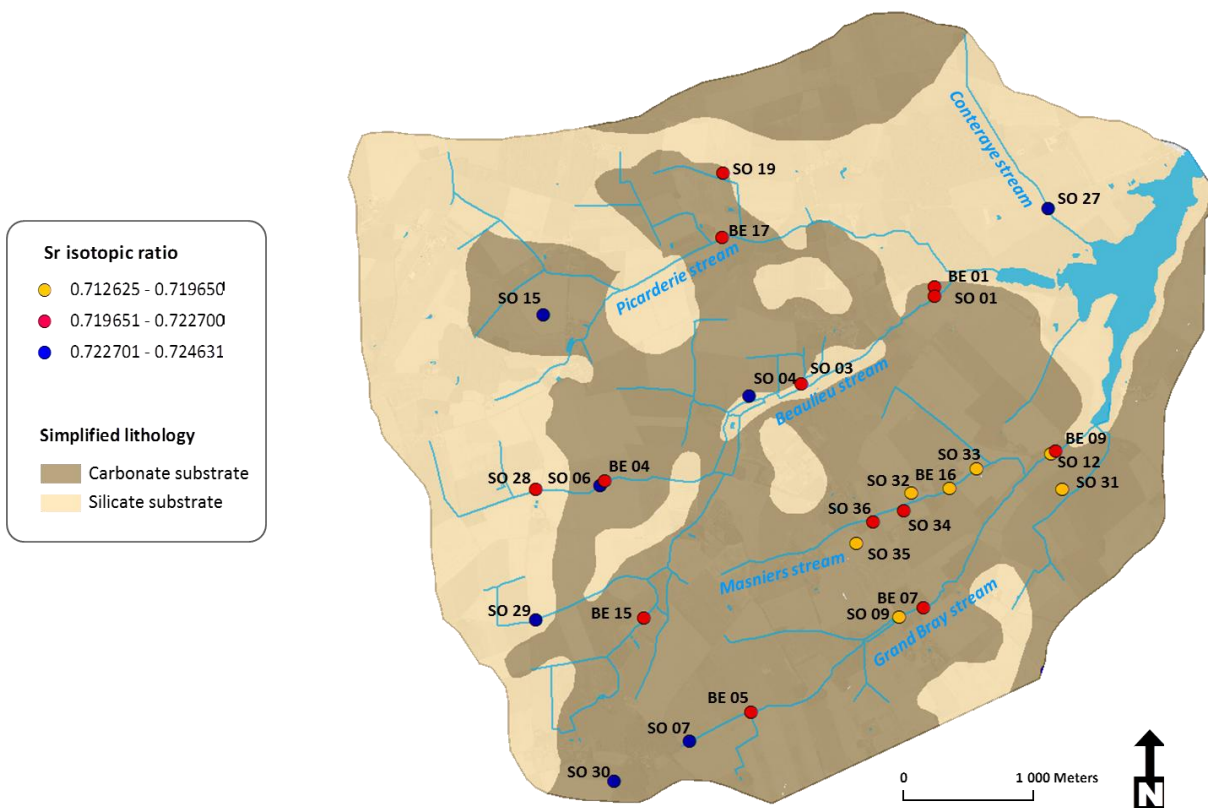 Conteraye stream
SO 19
SO 27
BE 17
Sr isotopic ratio
Picarderie stream
BE 01
0.712625 - 0.719650
SO 15
SO 01
0.719651 - 0.722700
0.722701 - 0.724631
SO 04
SO 03
Beaulieu stream
Simplified lithology
BE 09
Carbonate substrate
SO 12
SO 33
BE 04
SO 28
SO 06
BE 16
SO 32
SO 31
Silicate substrate
SO 36
SO 34
SO 35
Masniers stream
BE 07
SO 29
BE 15
SO 09
Grand Bray stream
BE 05
SO 07
SO 30
0
1 000 Meters
N